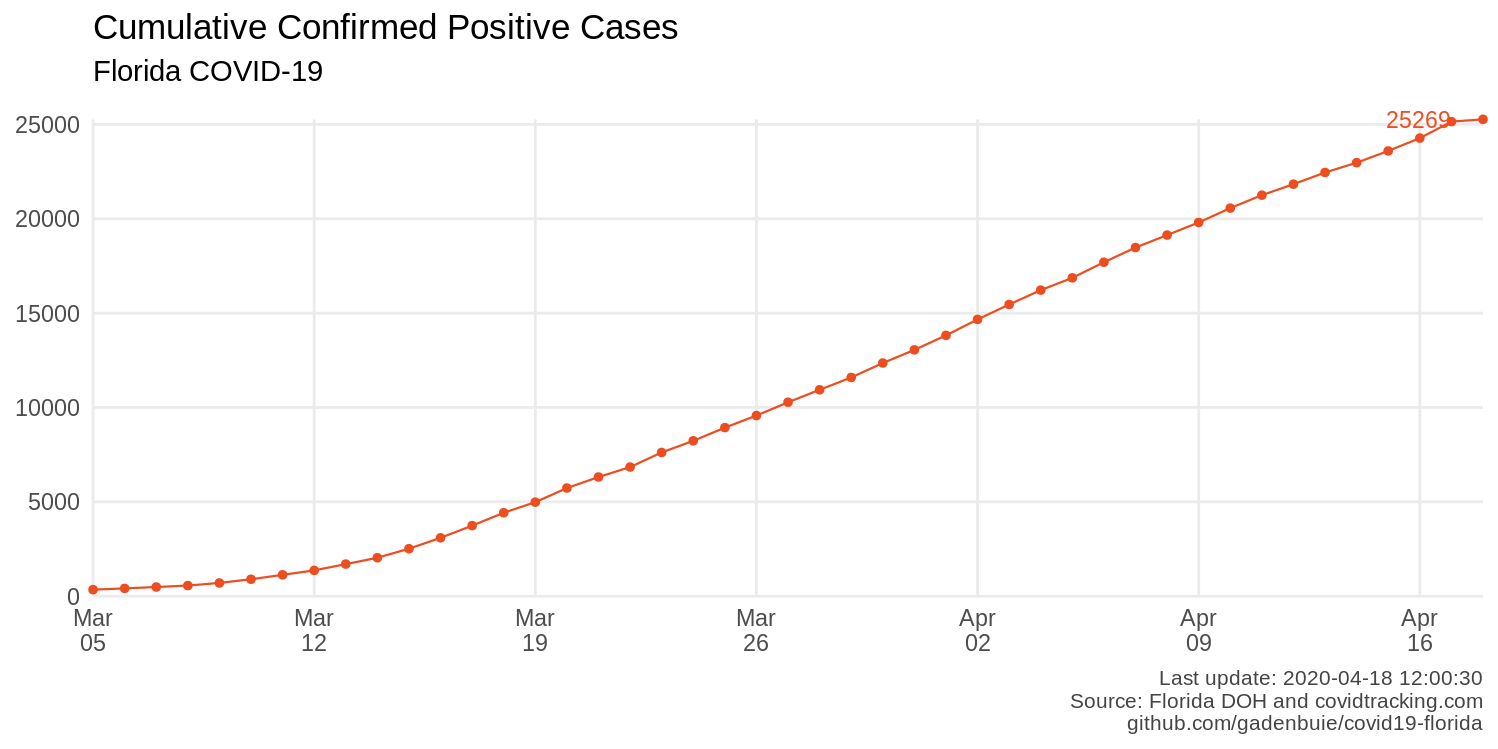 Cumulative Confirmed Positive Cases
Florida COVID-19
25269
25000
20000
15000
10000
5000
0
Mar Mar Mar Mar Apr Apr Apr
05 12 19 26 02 09 16
Last update: 2020-04-18 12:00:30
Source: Florida DOH and covidtracking.com
github.com/gadenbuie/covid19-florida